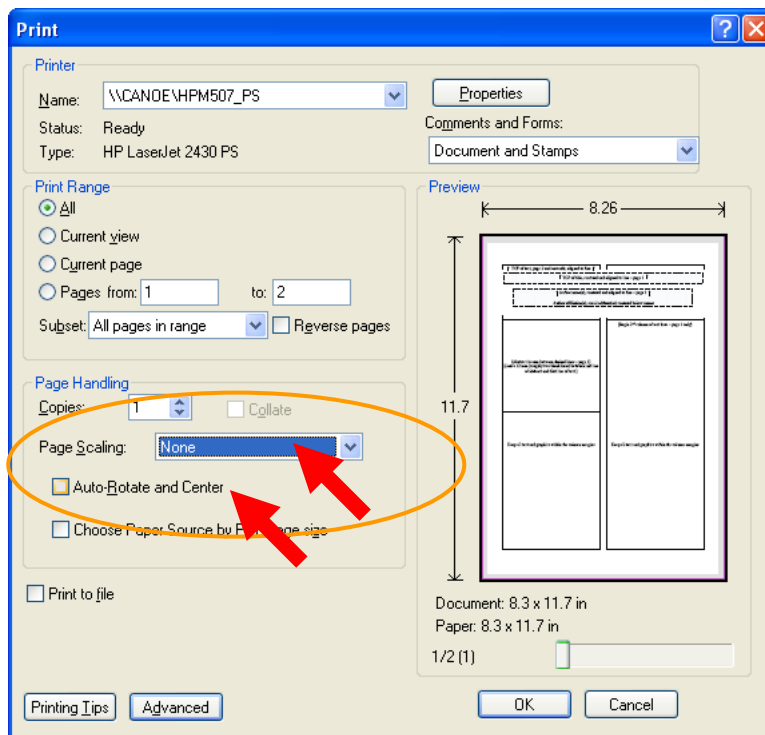 Print
Printer
Name: \\CANOE\HPM507_PS
Properties
Status: Ready
Comments and Forms:
Type: HP LaserJet 2430 PS
Document and Stamps
Print Range
All
Current view
Current page
Pages from: 1 to: 2
Subset: All pages in range
Reverse pages
Preview
8.26
11.7
Page Handling
Copies: 1
Collate
Page Scaling: None
Auto-Rotate and Center
Choose Paper Source by page size
Print to file
Document: 8.3 x 11.7 in
Paper: 8.3 x 11.7 in
1/2 (1)
Printing Tips
Advanced
OK
Cancel